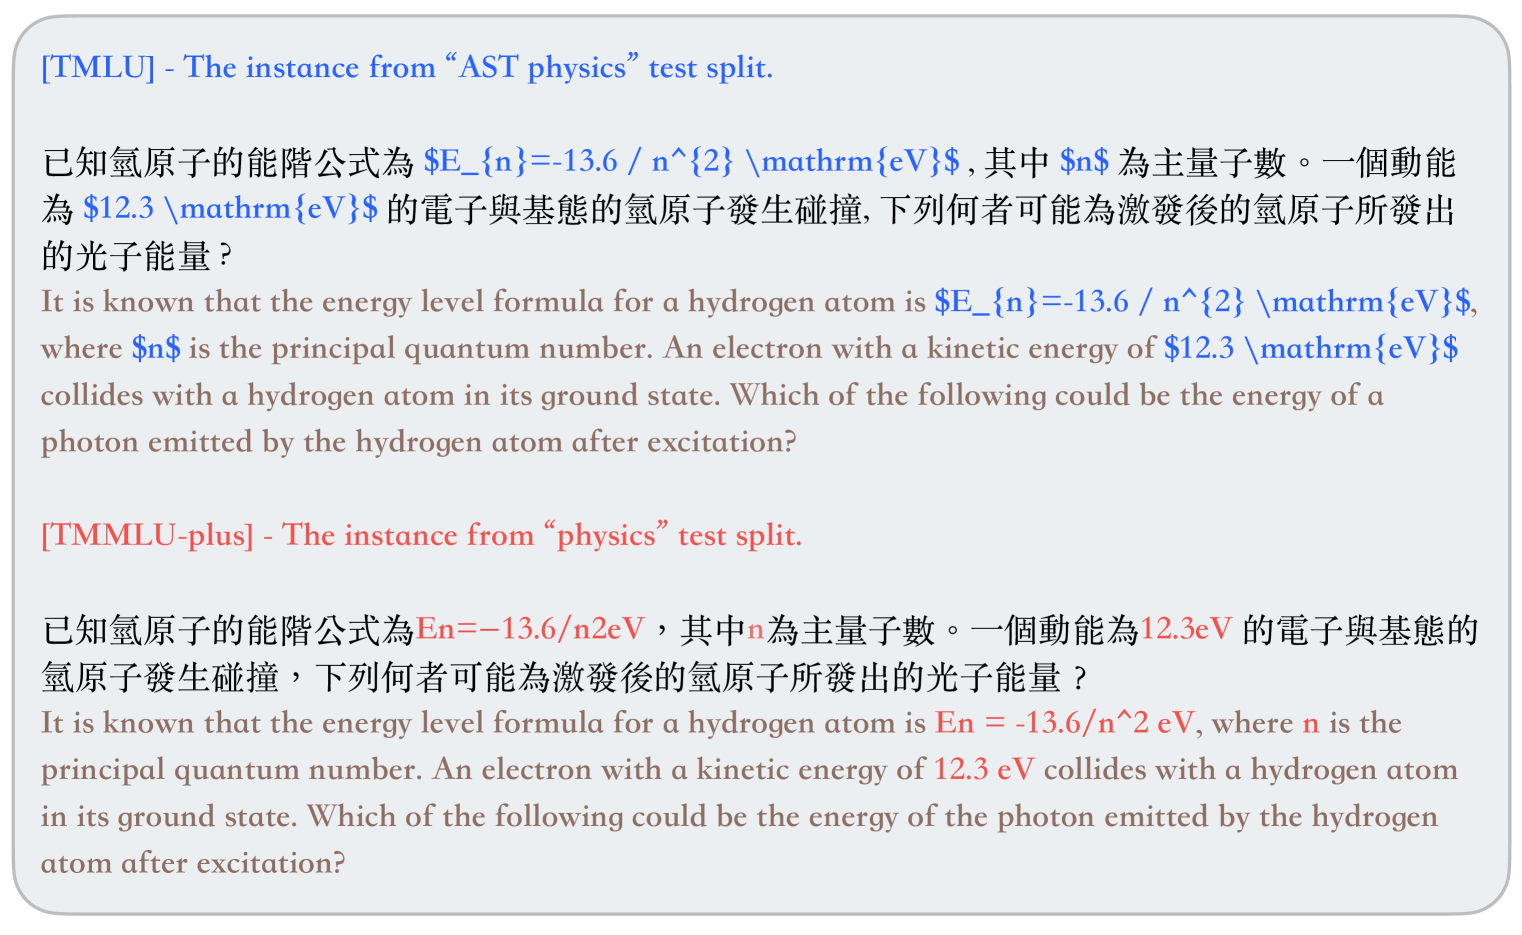 [TMLU] - The instance from “AST physics” test split.
已知氫原子的能階公式為 $E_{n}=-13.6 / n^{2} \mathrm{eV}$ , 其中 $n$ 為主量子數。一個動能
為 $12.3 \mathrm{eV}$ 的電子與基態的氫原子發生碰撞, 下列何者可能為激發後的氫原子所發出
的光子能量?
It is known that the energy level formula for a hydrogen atom is $E_{n}=-13.6 / n^{2} \mathrm{eV}$,
where $n$ is the principal quantum number. An electron with a kinetic energy of $12.3 \mathrm{eV}$
collides with a hydrogen atom in its ground state. Which of the following could be the energy of a
photon emitted by the hydrogen atom after excitation?
[TMMLU-plus] - The instance from “physics” test split.
已知氫原子的能階公式為En=−13.6/n2eV，其中n為主量子數。一個動能為12.3eV 的電子與基態的
氫原子發生碰撞，下列何者可能為激發後的氫原子所發出的光子能量?
It is known that the energy level formula for a hydrogen atom is En = -13.6/n^2 eV, where n is the
principal quantum number. An electron with a kinetic energy of 12.3 eV collides with a hydrogen atom
in its ground state. Which of the following could be the energy of the photon emitted by the hydrogen
atom after excitation?